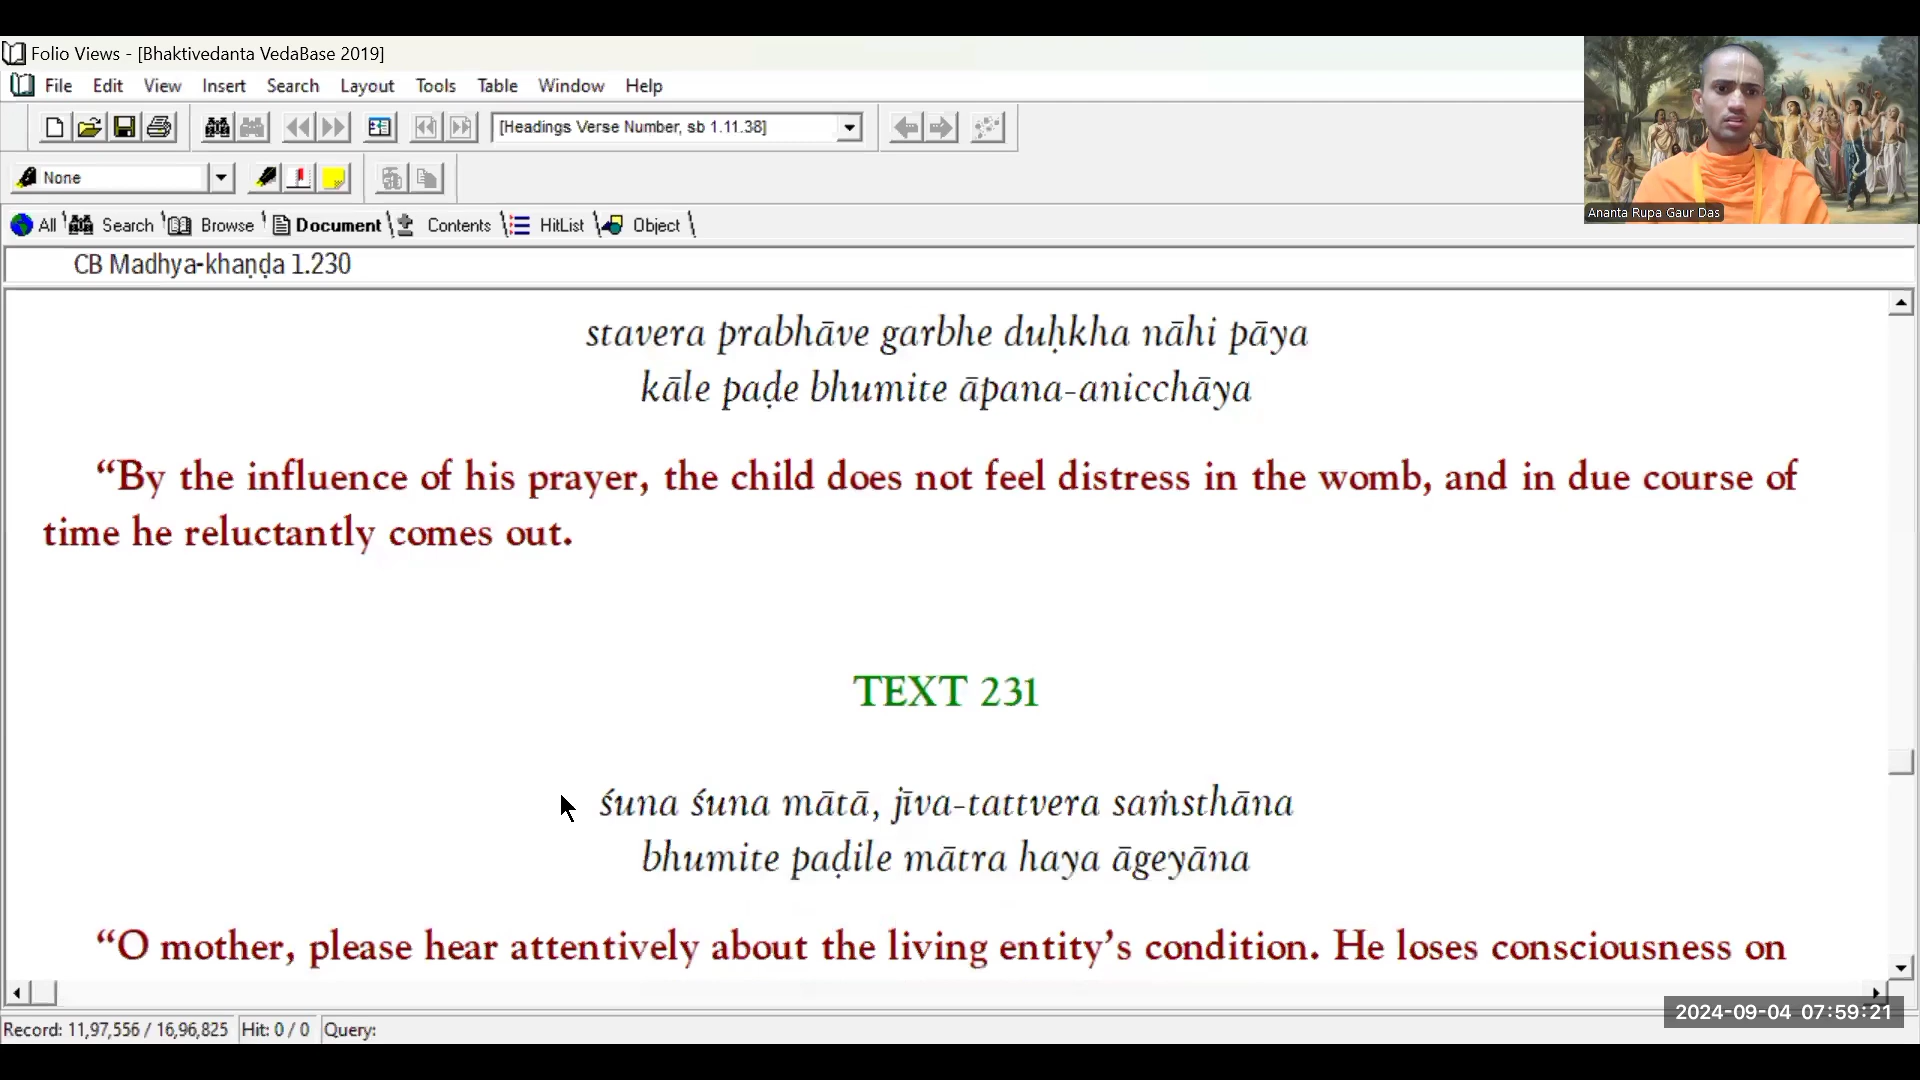 Folio Views - [Bhaktivedanta VedaBase 2019]
File Edit View Insert Search Layout Tools Table Window Help
[Headings Verse Number, sb 1.11.38]
None
All Search Browse Document Contents HitList Object
Ananta Rupa Gaur Das
CB Madhya-khaṇḍa 1.230
stavera prabhāve garbhe duḥkha nāhi pāya
kāle paḍe bhumite āpana-anicchāya
“By the influence of his prayer, the child does not feel distress in the womb, and in due course of
time he reluctantly comes out.
TEXT 231
śuna śuna mātā, jīva-tattvera saṁsthāna
bhumite paḍile mātra haya āgeyāna
“O mother, please hear attentively about the living entity’s condition. He loses consciousness on
2024-09-04 07:59:21
Record: 11,97,556 / 16,96,825 Hit: 0 / 0 Query: